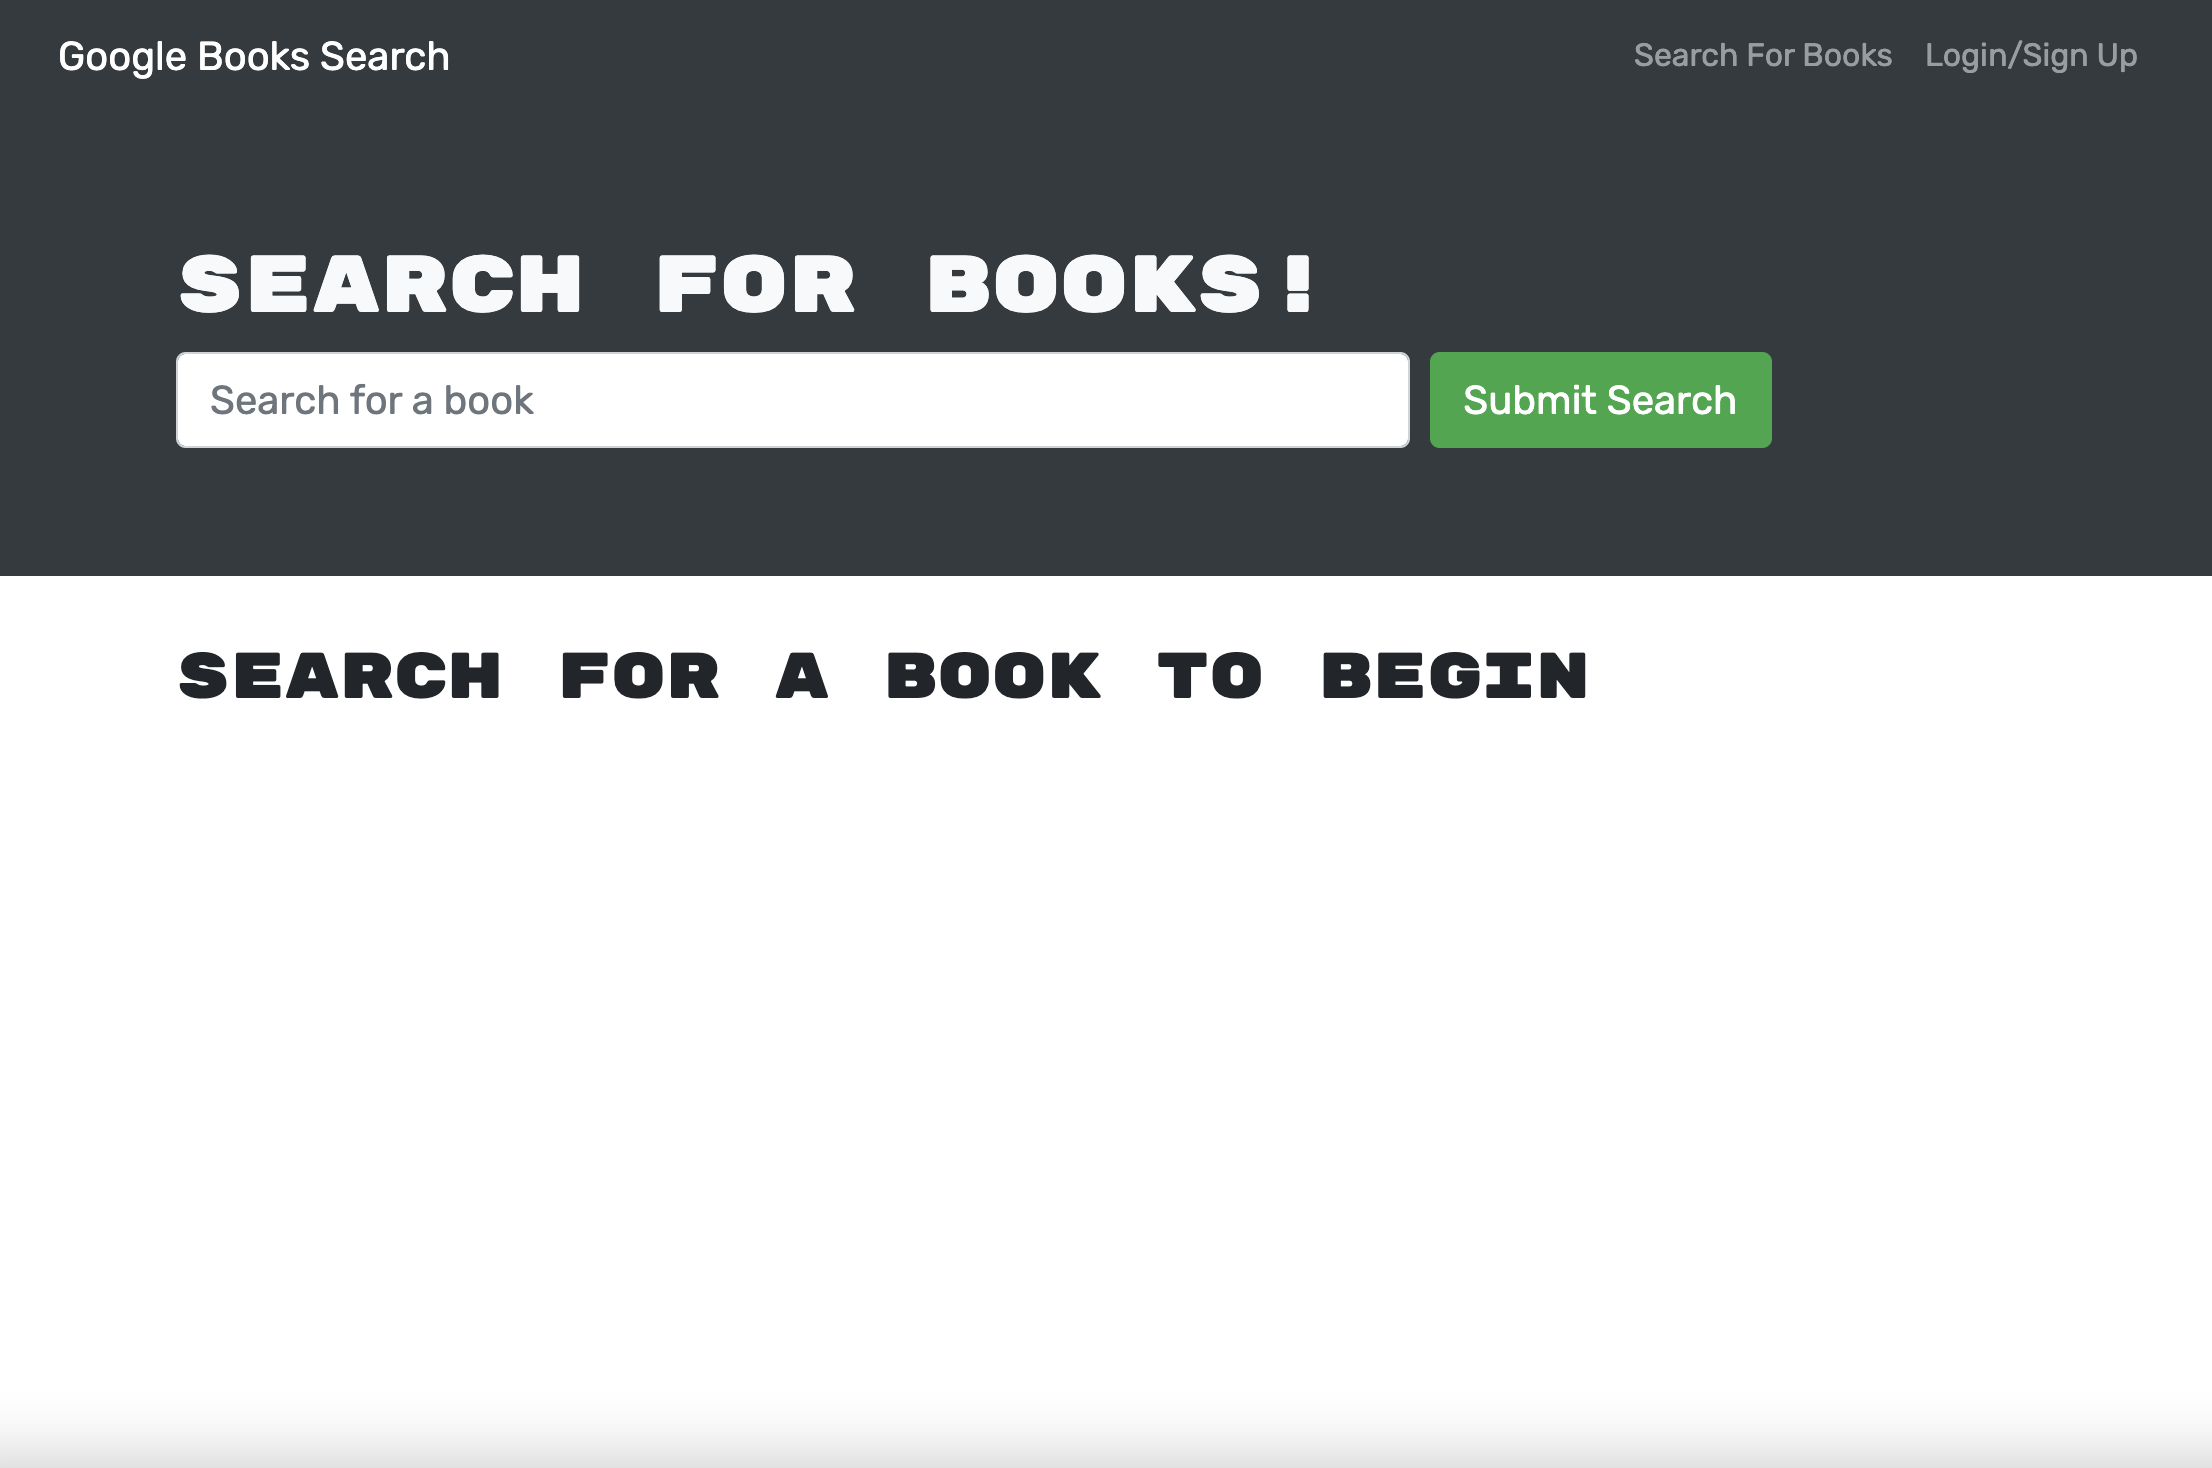 Google Books Search
Search For Books
Login/Sign Up
SEARCH FOR BOOKS!
Search for a book
Submit Search
SEARCH FOR A BOOK TO BEGIN